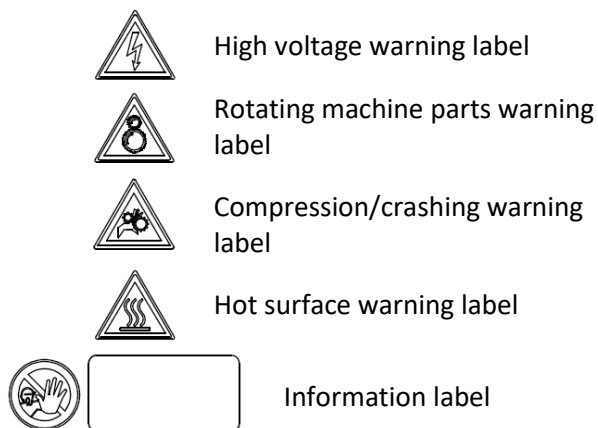 High voltage warning label
Rotating machine parts warning
label
Compression/crashing warning
label
Hot surface warning label
Information label